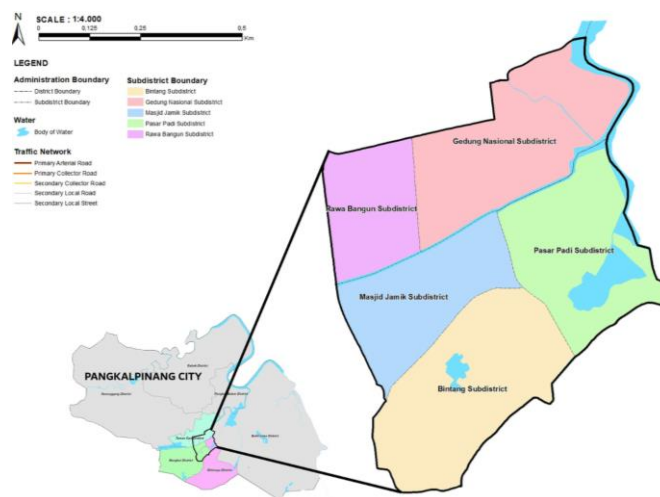 N
SCALE : 1:4.000
0 0,125 0,25 0,5
Km
LEGEND
Administration Boundary
District Boundary
Subdistrict Boundary
Water
Body of Water
Traffic Network
Primary Arterial Road
Primary Collector Road
Secondary Collector Road
Secondary Local Road
Secondary Local Street
Subdistrict Boundary
Bintang Subdistrict
Gedung Nasional Subdistrict
Masjid Jamik Subdistrict
Pasar Padi Subdistrict
Rawa Bangun Subdistrict
Gedung Nasional Subdistrict
Rawa Bangun Subdistrict
Pasar Padi Subdistrict
Masjid Jamik Subdistrict
Bintang Subdistrict
PANGKALPINANG CITY